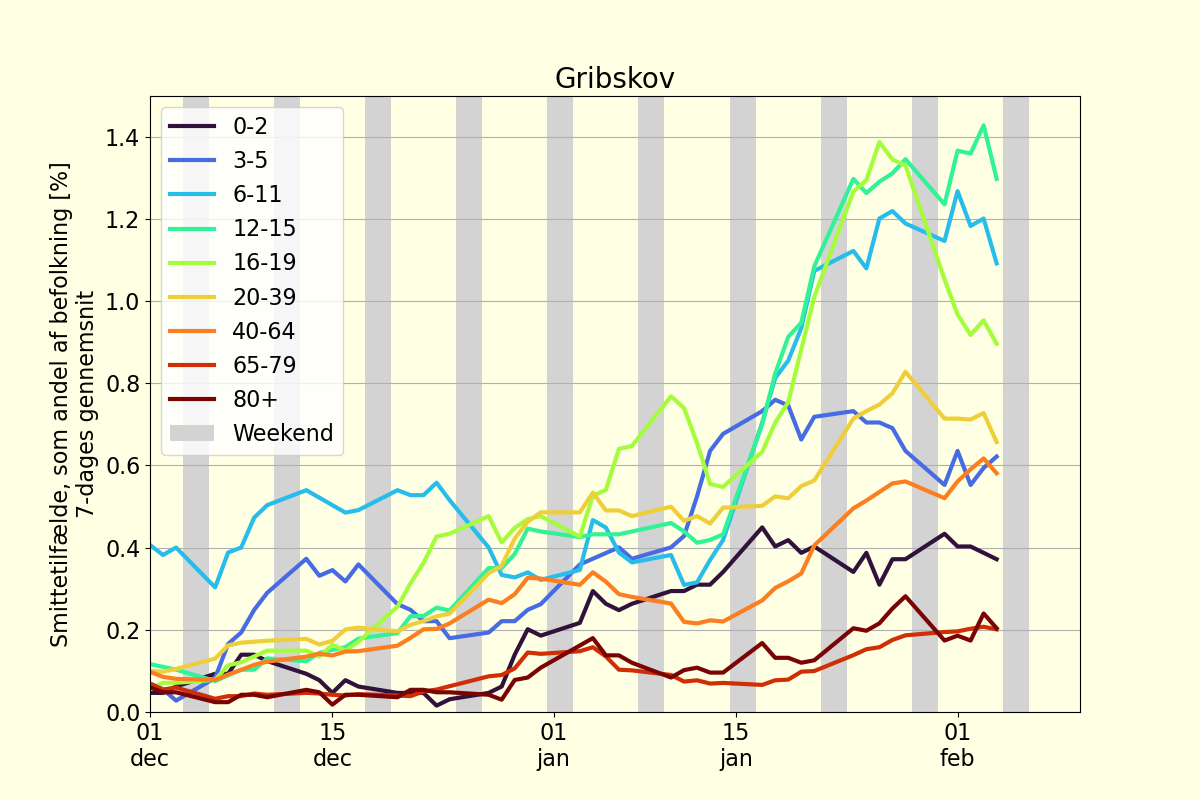 Gribskov
Smittetilfælde, som andel af befolkning [%]
7-dages gennemsnit
1.4
1.2
1.0
0.8
0.6
0.4
0.2
0.0
0-2
3-5
6-11
12-15
16-19
20-39
40-64
65-79
80+
Weekend
01 15 01 15 01
dec dec jan jan feb